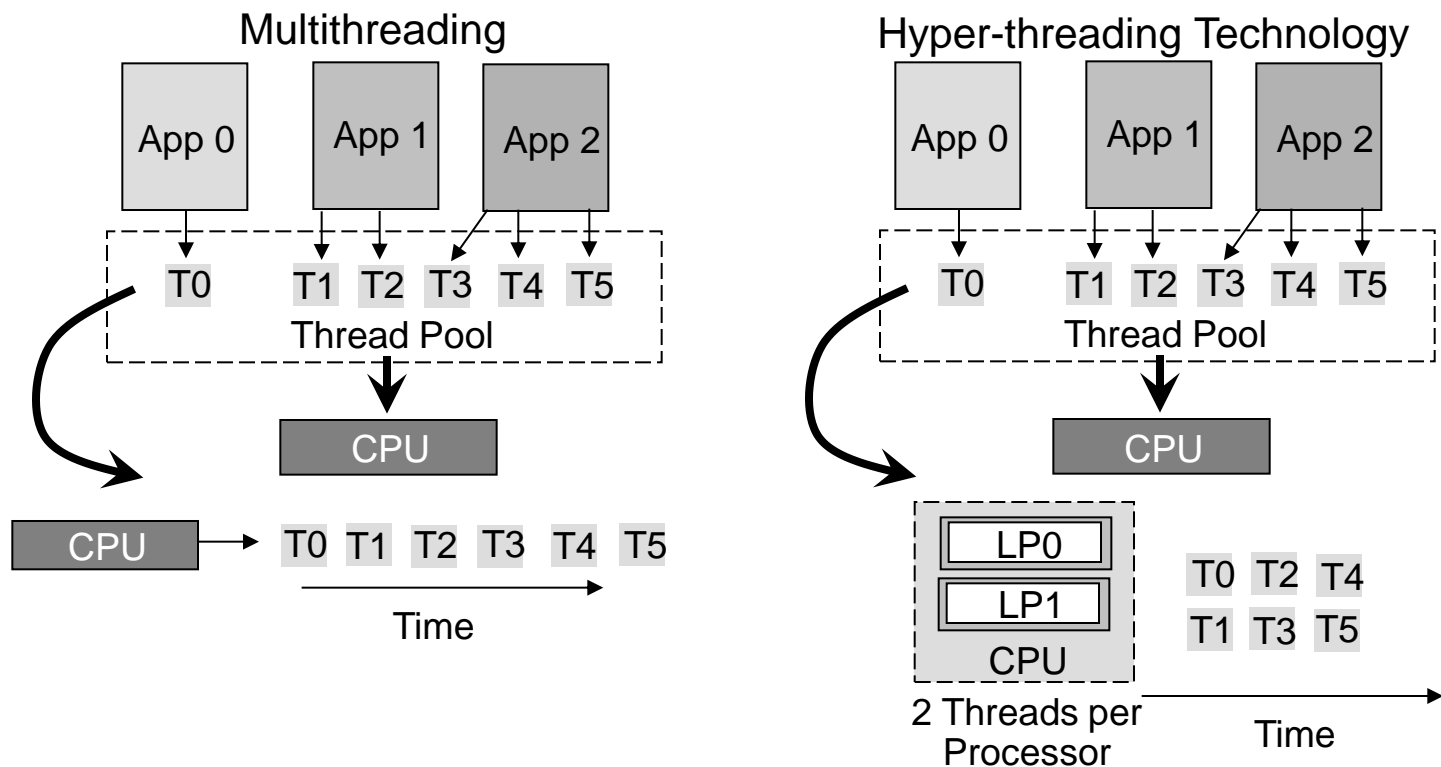 Multithreading
App 0
App 1
App 2
T0
T1
T2
T3
T4
T5
Thread Pool
CPU
CPU
T0
T1
T2
T3
T4
T5
Time
Hyper-threading Technology
App 0
App 1
App 2
T0
T1
T2
T3
T4
T5
Thread Pool
CPU
LP0
LP1
CPU
2 Threads per
Processor
T0
T2
T4
T1
T3
T5
Time